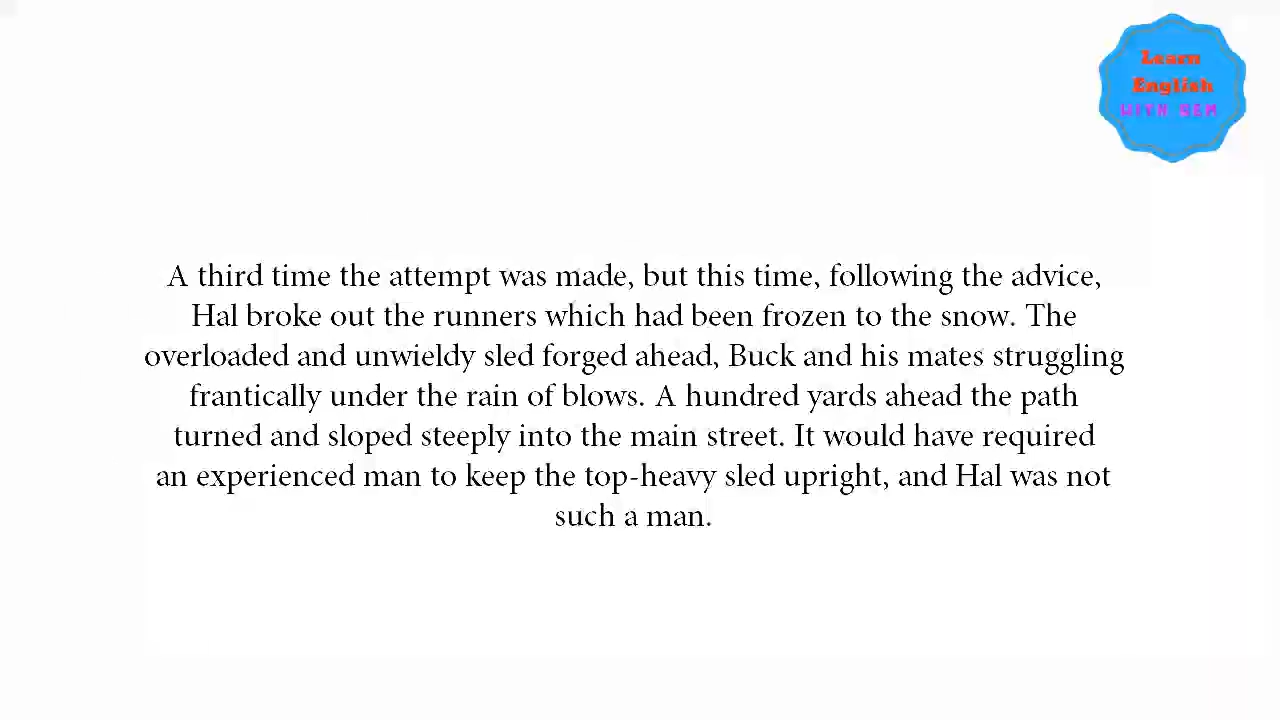 Learn
English
WITH GEM
A third time the attempt was made, but this time, following the advice,
Hal broke out the runners which had been frozen to the snow. The
overloaded and unwieldy sled forged ahead, Buck and his mates struggling
frantically under the rain of blows. A hundred yards ahead the path
turned and sloped steeply into the main street. It would have required
an experienced man to keep the top-heavy sled upright, and Hal was not
such a man.